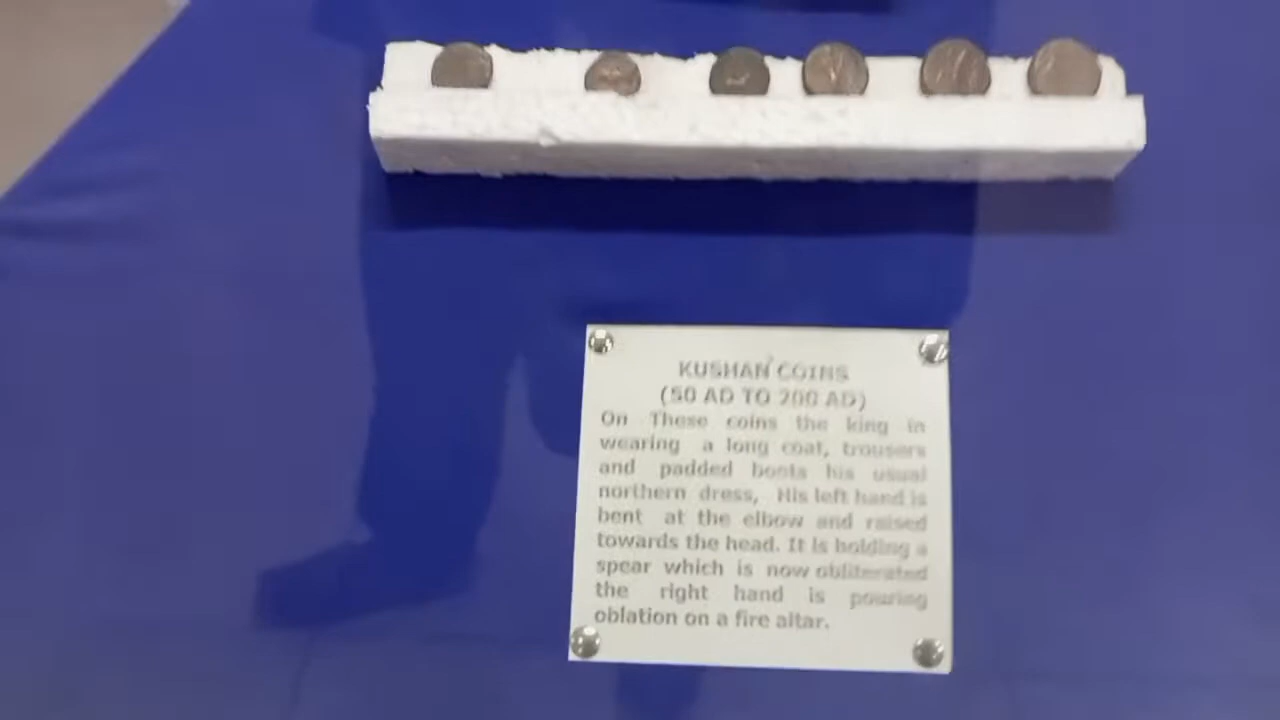 KUSHAN COINS
(50 AD TO 200 AD)
On These coins the king in
wearing a long coat, trousers
and padded boots his usual
northern dress, His left hand is
bent at the elbow and raised
towards the head. It is holding a
spear which is now obliterated
the right hand is pouring
oblation on a fire altar.